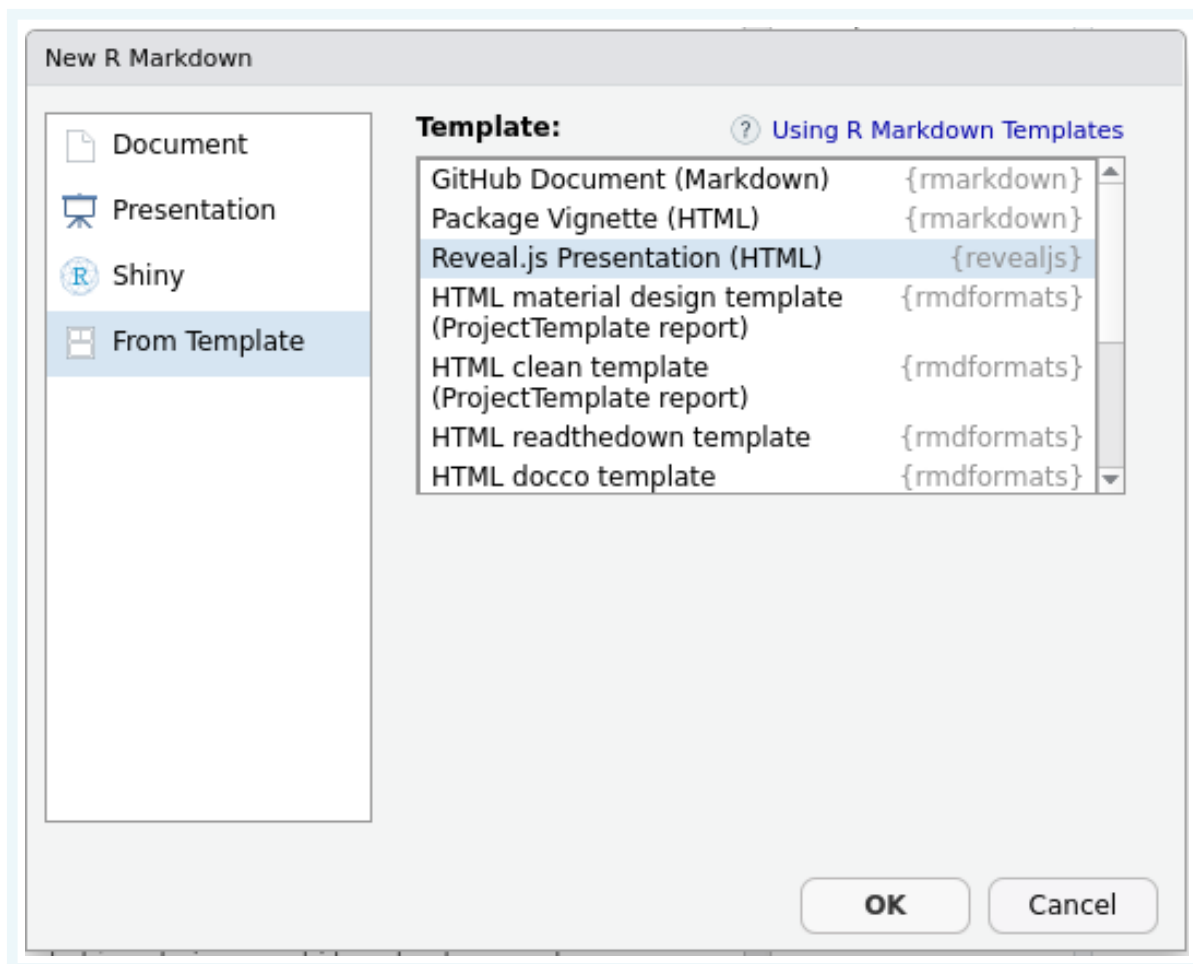 New R Markdown
Document
Presentation
Shiny
From Template
Template:
? Using R Markdown Templates
GitHub Document (Markdown) {rmarkdown}
Package Vignette (HTML) {rmarkdown}
Reveal.js Presentation (HTML) {revealjs}
HTML material design template {rmdformats}
(ProjectTemplate report)
HTML clean template {rmdformats}
(ProjectTemplate report)
HTML readthedown template {rmdformats}
HTML docco template {rmdformats}
OK Cancel